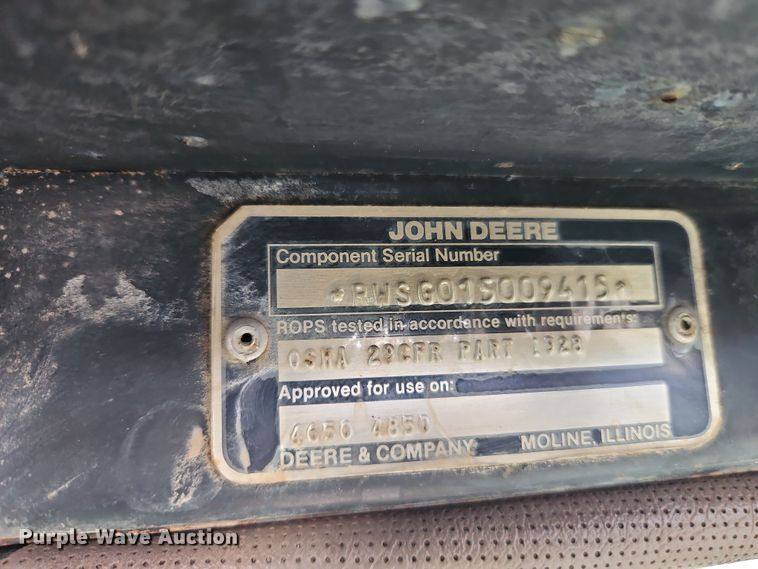 JOHN DEERE
Component Serial Number
*RWSG015009415*
ROPS tested in accordance with requirements:
OSHA 29CFR PART 1928
Approved for use on:
4650 4850
DEERE & COMPANY MOLINE, ILLINOIS
Purple Wave Auction